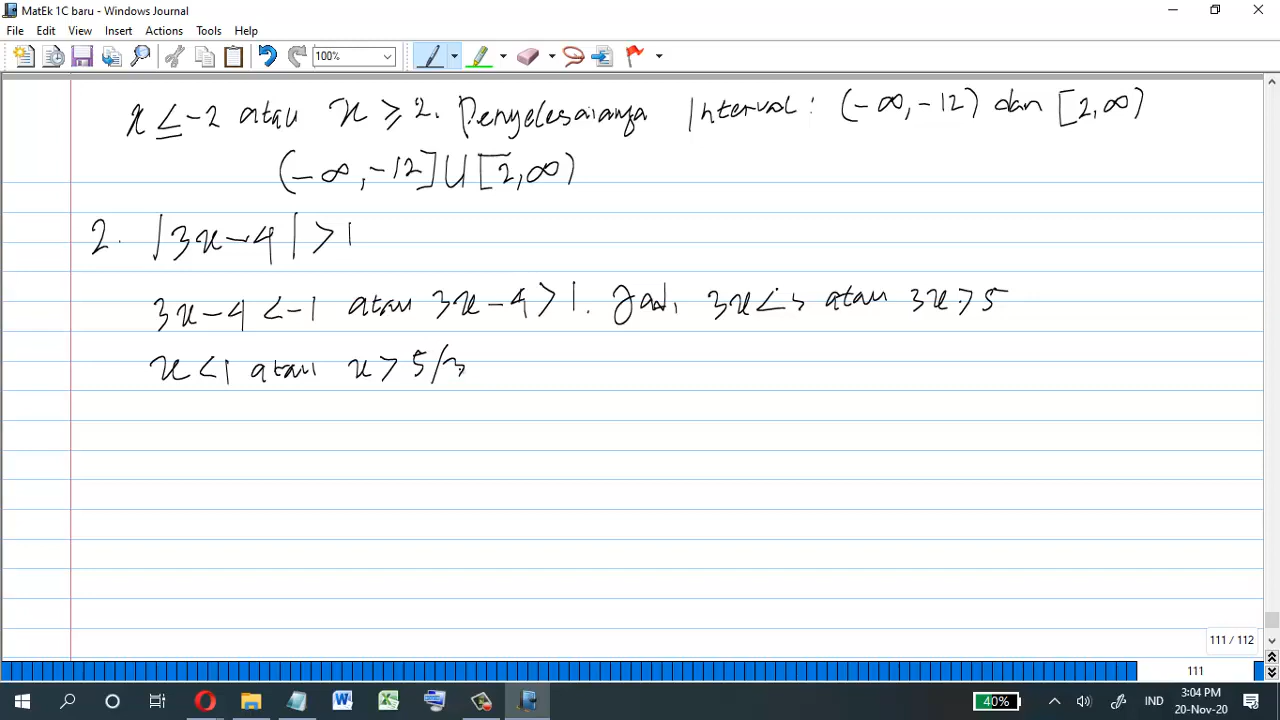 MatEk 1C baru - Windows Journal
File Edit View Insert Actions Tools Help
100%
x ≤ -2 atau x ≥ 2. Penyelesaianya Interval: (-∞, -12) dan [2, ∞)
(-∞, -12] U [2, ∞)
2. |3x-4| > 1
3x-4 < -1 atau 3x-4 > 1. Jadi 3x < 3 atau 3x > 5
x < 1 atau x > 5/3
111 / 112
111
40% IND 3:04 PM
20-Nov-20